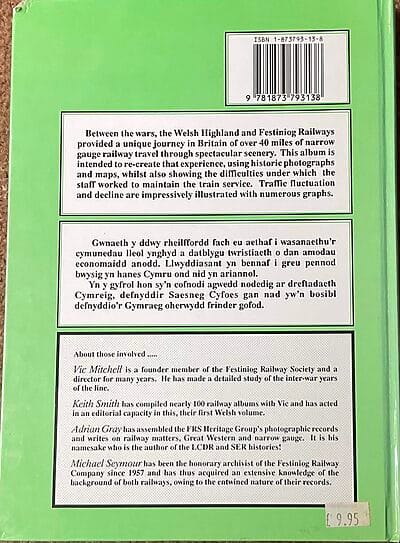 ISBN 1-873793-13-8
9 781873 793138
Between the wars, the Welsh Highland and Festiniog Railways
provided a unique journey in Britain of over 40 miles of narrow
gauge railway travel through spectacular scenery. This album is
intended to re-create that experience, using historic photographs
and maps, whilst also showing the difficulties under which the
staff worked to maintain the train service. Traffic fluctuation
and decline are impressively illustrated with numerous graphs.
Gwnaeth y ddwy rheilffordd fach eu aethaf i wasanaethu'r
cymunedau lleol ynghyd a datblygu twristiaeth o dan amodau
economaidd anodd. Llwyddiasant yn bennaf i greu pennod
bwysig yn hanes Cymru ond nid yn ariannol.
Yn y gyfrol hon sy'n cofnodi agwedd nodedig ar dreftadaeth
Cymreig, defnyddir Saesneg Cyfoes gan nad yw'n bosibl
defnyddio'r Gymraeg oherwydd frinder gofod.
About those involved .....
Vic Mitchell is a founder member of the Festiniog Railway Society and
a director for many years. He has made a detailed study of the inter-war years
of the line.
Keith Smith has compiled nearly 100 railway albums with Vic and has acted
in an editorial capacity in this, their first Welsh volume.
Adrian Gray has assembled the FRS Heritage Group's photographic records
and writes on railway matters, Great Western and narrow gauge. It is his
namesake who is the author of the LCDR and SER histories!
Michael Seymour has been the honorary archivist of the Festiniog Railway
Company since 1957 and has thus acquired an extensive knowledge of the
background of both railways, owing to the entwined nature of their records.
£ 9.95